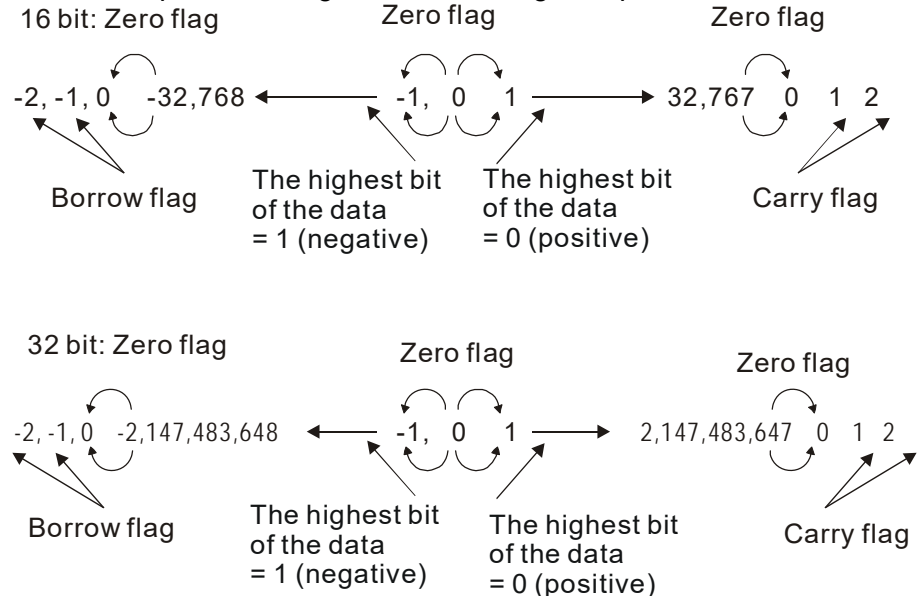 16 bit: Zero flag
Zero flag
Zero flag
-2, -1, 0 -32,768
-1, 0 1
32,767 0 1 2
Borrow flag
The highest bit
of the data
= 1 (negative)
The highest bit
of the data
= 0 (positive)
Carry flag
32 bit: Zero flag
Zero flag
Zero flag
-2, -1, 0 -2,147,483,648
-1, 0 1
2,147,483,647 0 1 2
Borrow flag
The highest bit
of the data
= 1 (negative)
The highest bit
of the data
= 0 (positive)
Carry flag